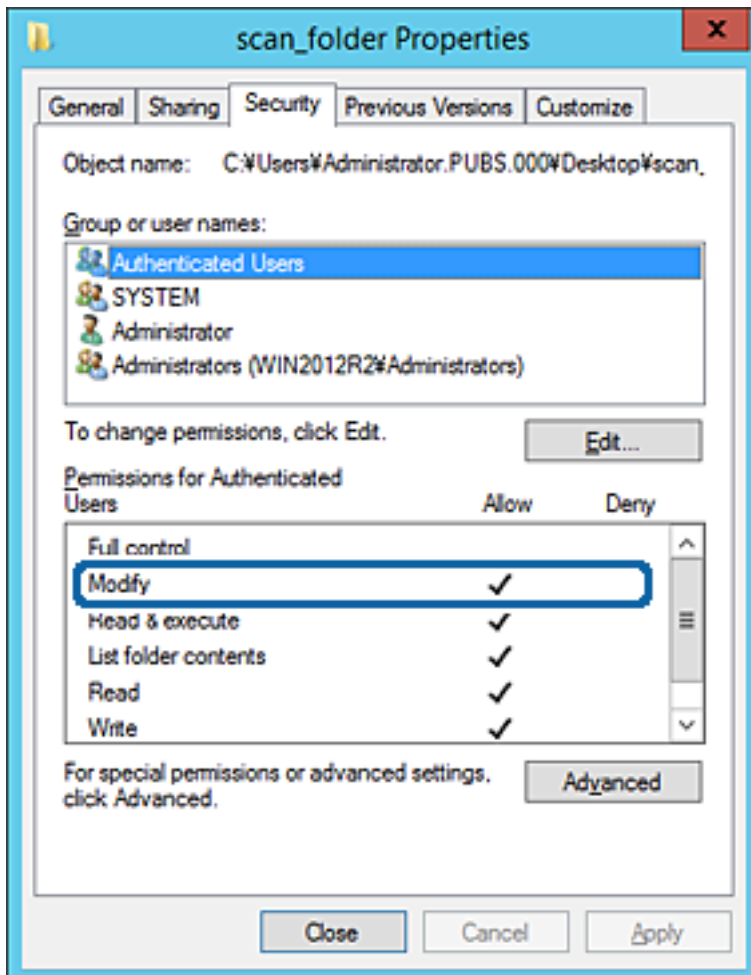 scan_folder Properties
General Sharing Security Previous Versions Customize
Object name: C:¥Users¥Administrator.PUBS.000¥Desktop¥scan_
Group or user names:
Authenticated Users
SYSTEM
Administrator
Administrators (WIN2012R2¥Administrators)
To change permissions, click Edit.
Edit...
Permissions for Authenticated
Users Allow Deny
Full control
Modify
Read & execute
List folder contents
Read
Write
For special permissions or advanced settings,
click Advanced.
Advanced
Close Cancel Apply